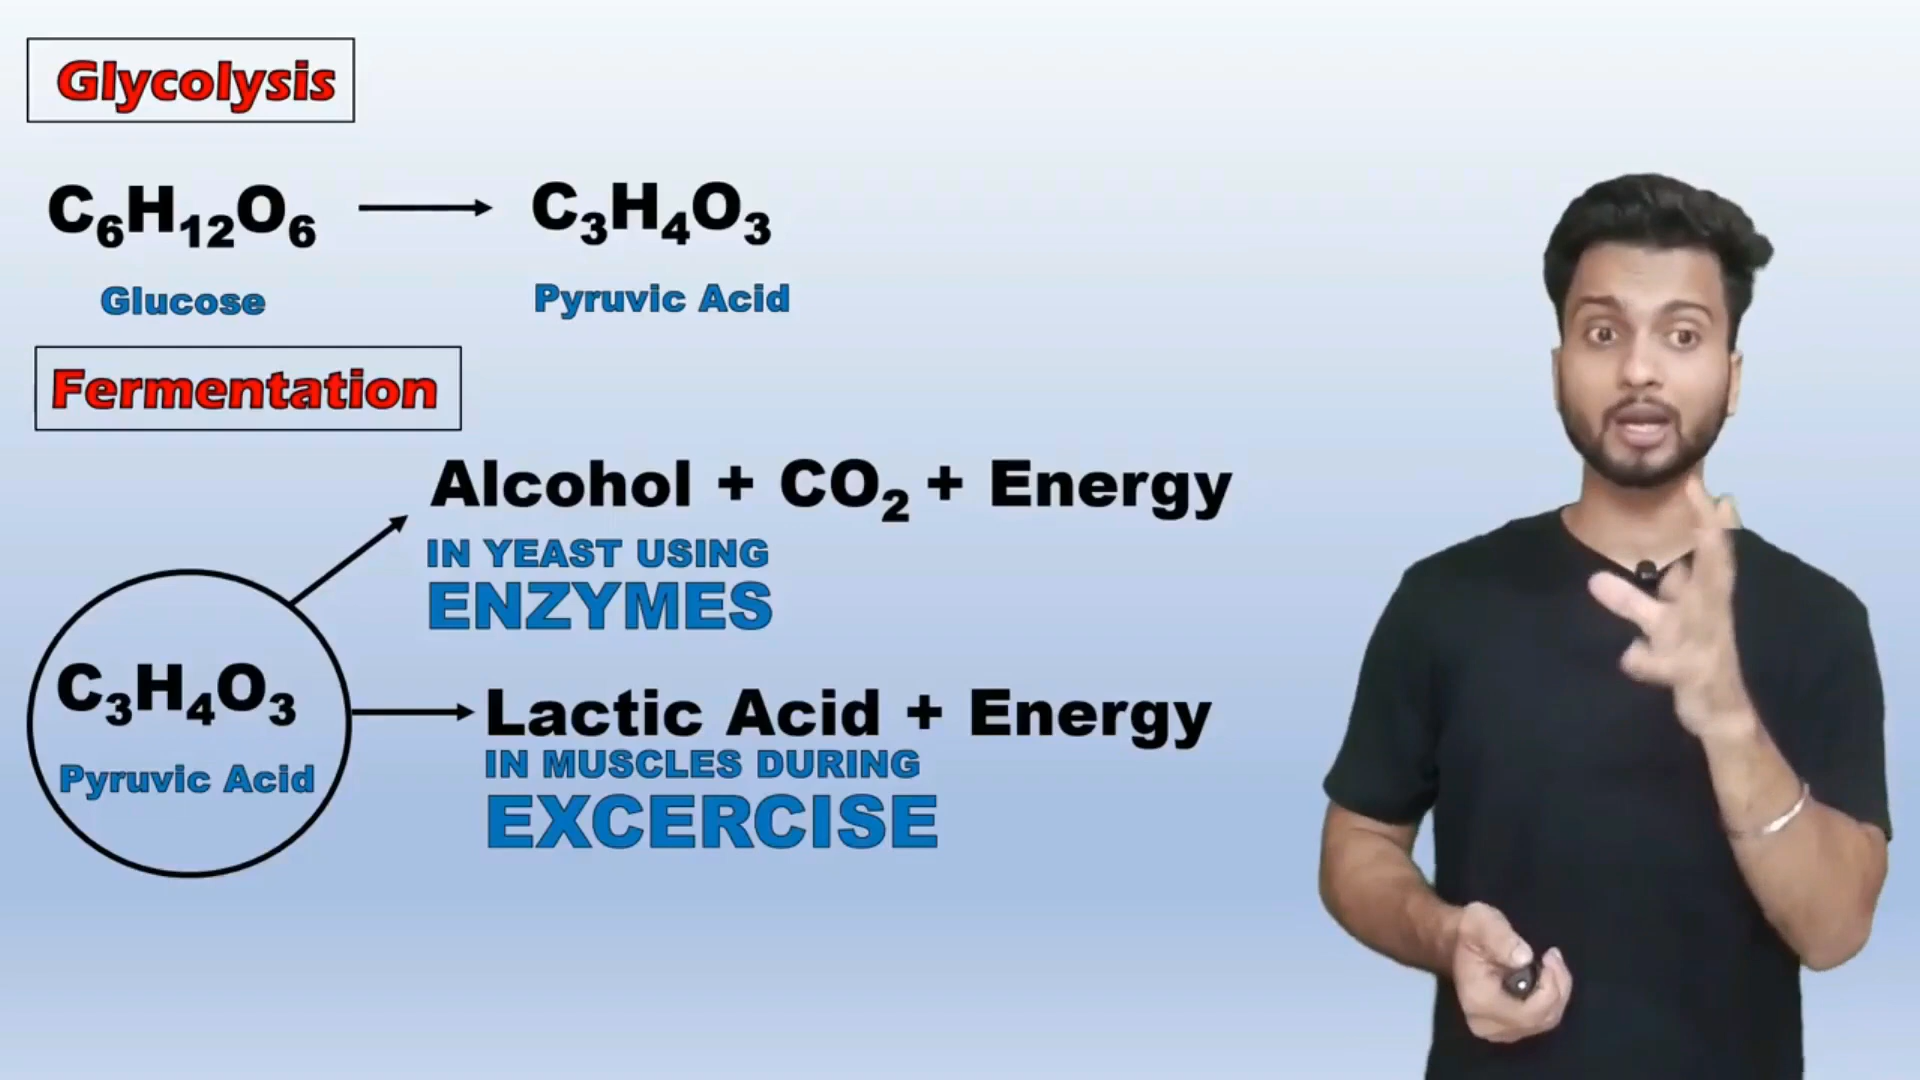 Glycolysis
C₆H₁₂O₆ → C₃H₄O₃
Glucose Pyruvic Acid
Fermentation
Alcohol + CO₂ + Energy
IN YEAST USING
ENZYMES
C₃H₄O₃
Pyruvic Acid
Lactic Acid + Energy
IN MUSCLES DURING
EXCERCISE